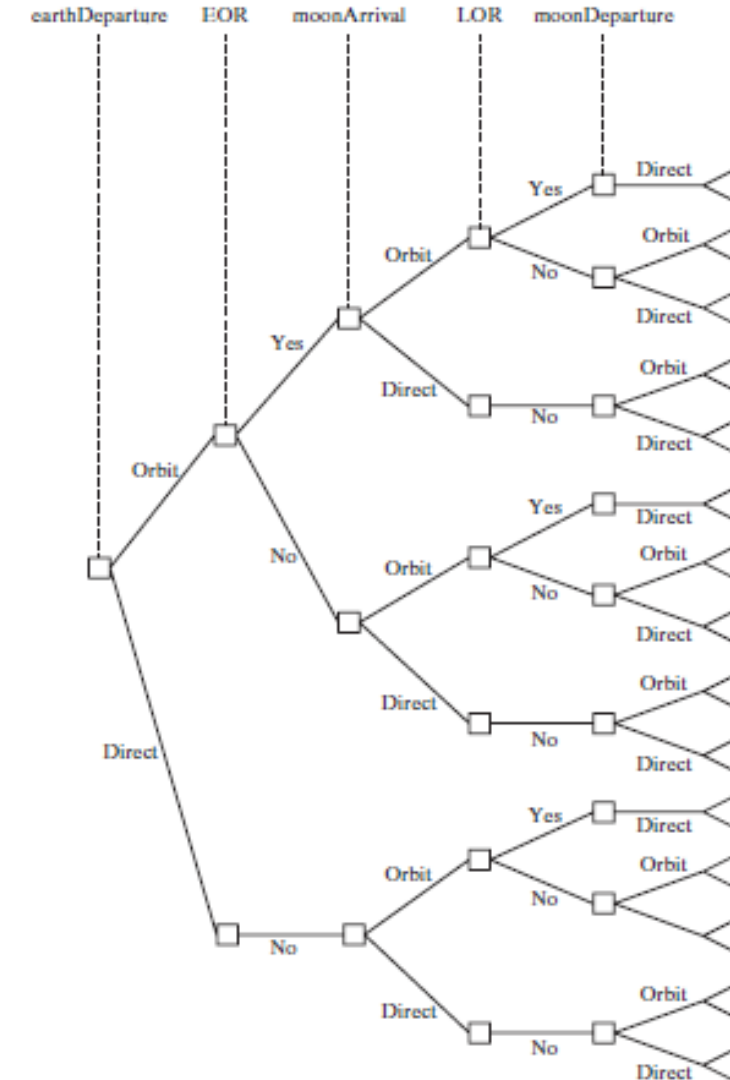 earthDeparture EOR moonArrival LOR moonDeparture
Direct
Yes
Orbit
Orbit
No
Direct
Yes
Orbit
Direct
No
Direct
Orbit
Yes
Direct
Orbit
No
Orbit
No
Direct
Orbit
Direct
No
Direct
Direct
Yes
Direct
Orbit
Orbit
No
No
Orbit
Direct
No
Direct